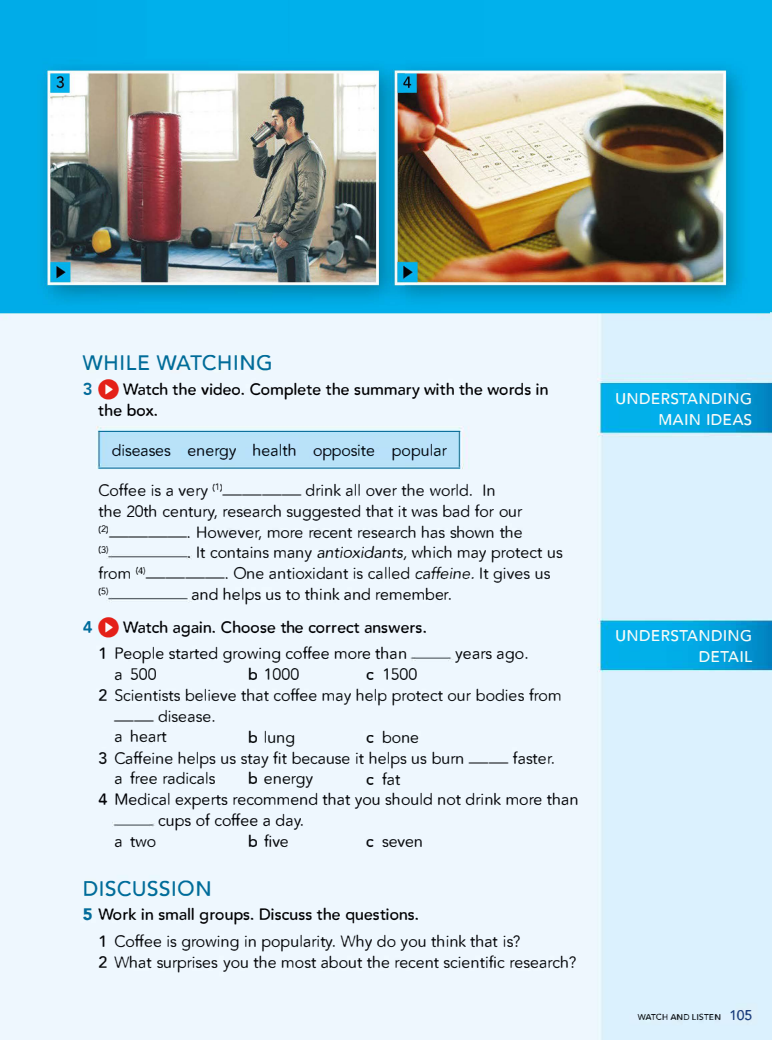 3
4
WHILE WATCHING
3 Watch the video. Complete the summary with the words in
the box.
UNDERSTANDING
MAIN IDEAS
diseases energy health opposite popular
Coffee is a very (1)__________ drink all over the world. In
the 20th century, research suggested that it was bad for our
(2)__________. However, more recent research has shown the
(3)__________. It contains many antioxidants, which may protect us
from (4)__________. One antioxidant is called caffeine. It gives us
(5)__________ and helps us to think and remember.
4 Watch again. Choose the correct answers.
UNDERSTANDING
DETAIL
1 People started growing coffee more than _____ years ago.
a 500 b 1000 c 1500
2 Scientists believe that coffee may help protect our bodies from
_____ disease.
a heart b lung c bone
3 Caffeine helps us stay fit because it helps us burn _____ faster.
a free radicals b energy c fat
4 Medical experts recommend that you should not drink more than
_____ cups of coffee a day.
a two b five c seven
DISCUSSION
5 Work in small groups. Discuss the questions.
1 Coffee is growing in popularity. Why do you think that is?
2 What surprises you the most about the recent scientific research?
WATCH AND LISTEN 105